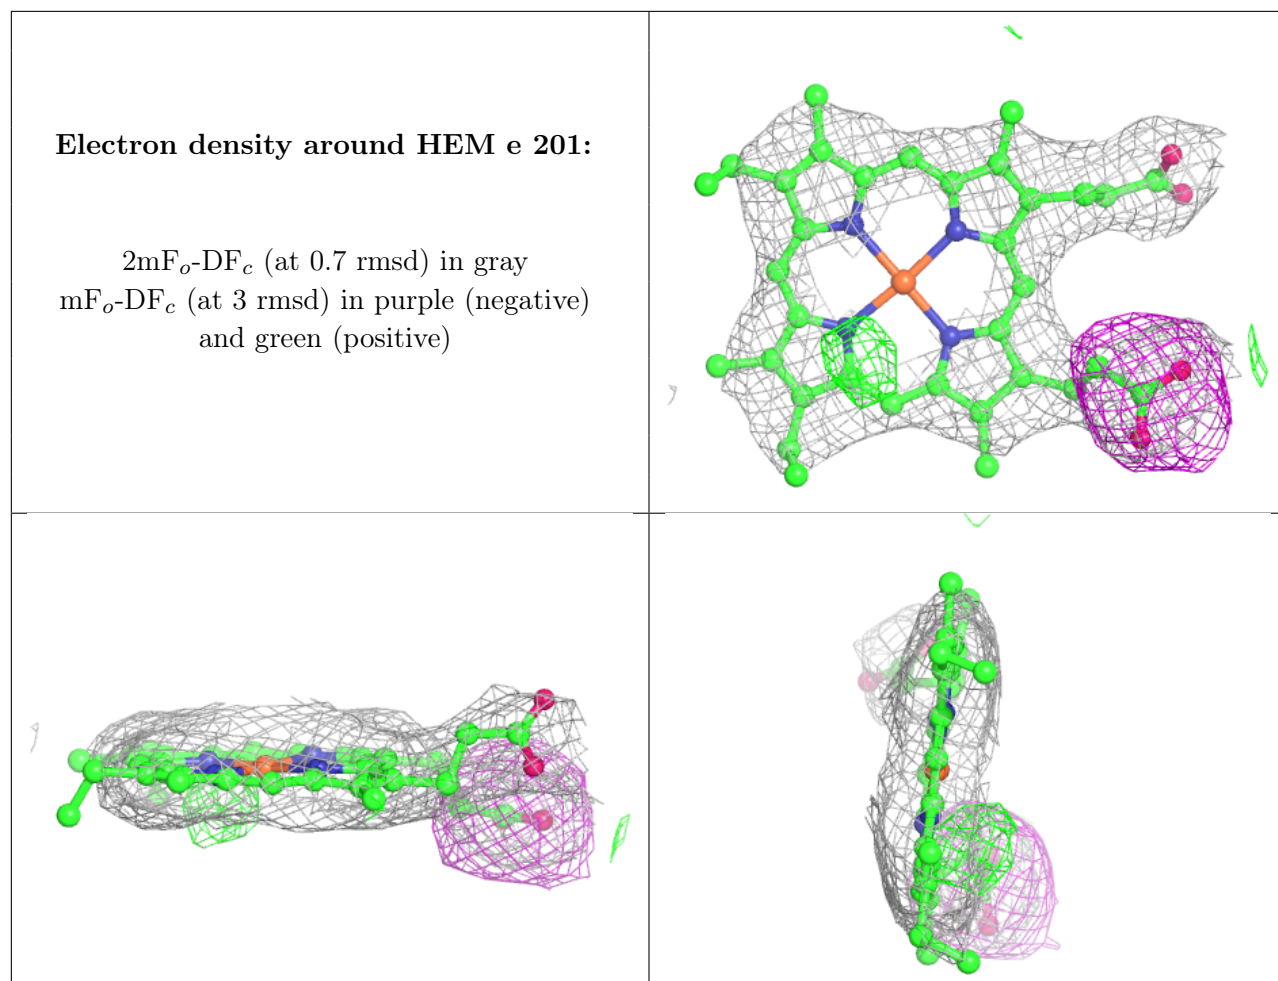 Electron density around HEM e 201:
2mFo-DFc (at 0.7 rmsd) in gray
mFo-DFc (at 3 rmsd) in purple (negative)
and green (positive)